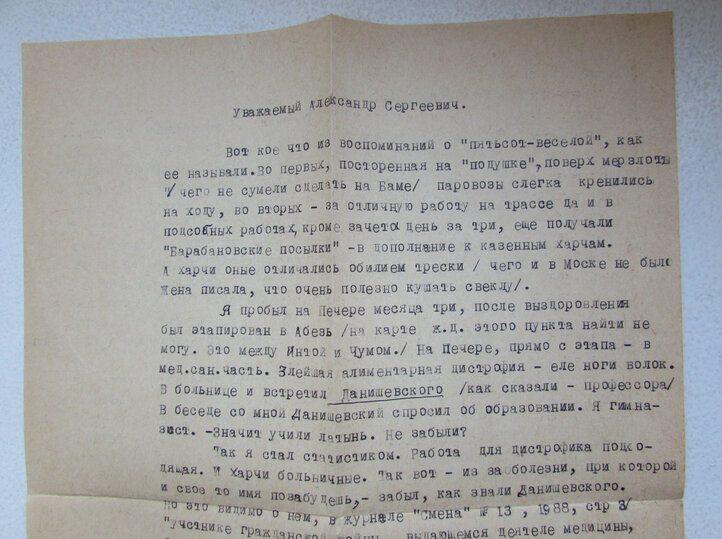 Уважаемый Александр Сергеевич.
Вот кое что из воспоминаний о "пятьсот-веселой", как
ее называли. Во первых, посторенная на "подушке", поверх мерзлоты
/ чего не сумели сделать на Баме/ паровозы слегка кренились
на ходу, во вторых - за отличную работу на трассе да и в
подсобных работах, кроме зачета день за три, еще получали
"Барабановские посылки" -в дополнение к казенным харчам.
А харчи оные отличались обилием трески / чего и в Моске не было
Жена писала, что очень полезно кушать свеклу/.
Я пробыл на Печере месяца три, после выздоровления
был этапирован в Абезь /на карте ж.д. этого пункта найти не
могу. Это между Интой и Чумом./ На Печере, прямо с этапа - в
мед.сан.часть. Злейшая алиментарная дистрофия - еле ноги волок.
В больнице и встретил Данишевского /как сказали - профессора/
В беседе со мной Данишевский спросил об образовании. Я гимна-
зист. -Значит учили латынь. Не забыли?
Так я стал статистиком. Работа для дистрофика подхо-
дящая. И харчи больничные. Так вот - из за болезни, при которой
и свое то имя позабудешь,- забыл, как звали Данишевского.
Но это видимо о нем, в журнале "Смена" № 13 , 1988, стр 3/
"участнике Гражданской войны, выдающемся деятеле медицины,